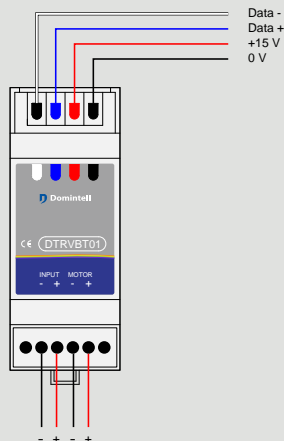 Data -
Data +
+15 V
0 V
Domintell
CE DTRVBT01
INPUT MOTOR
- + - +
- + - +